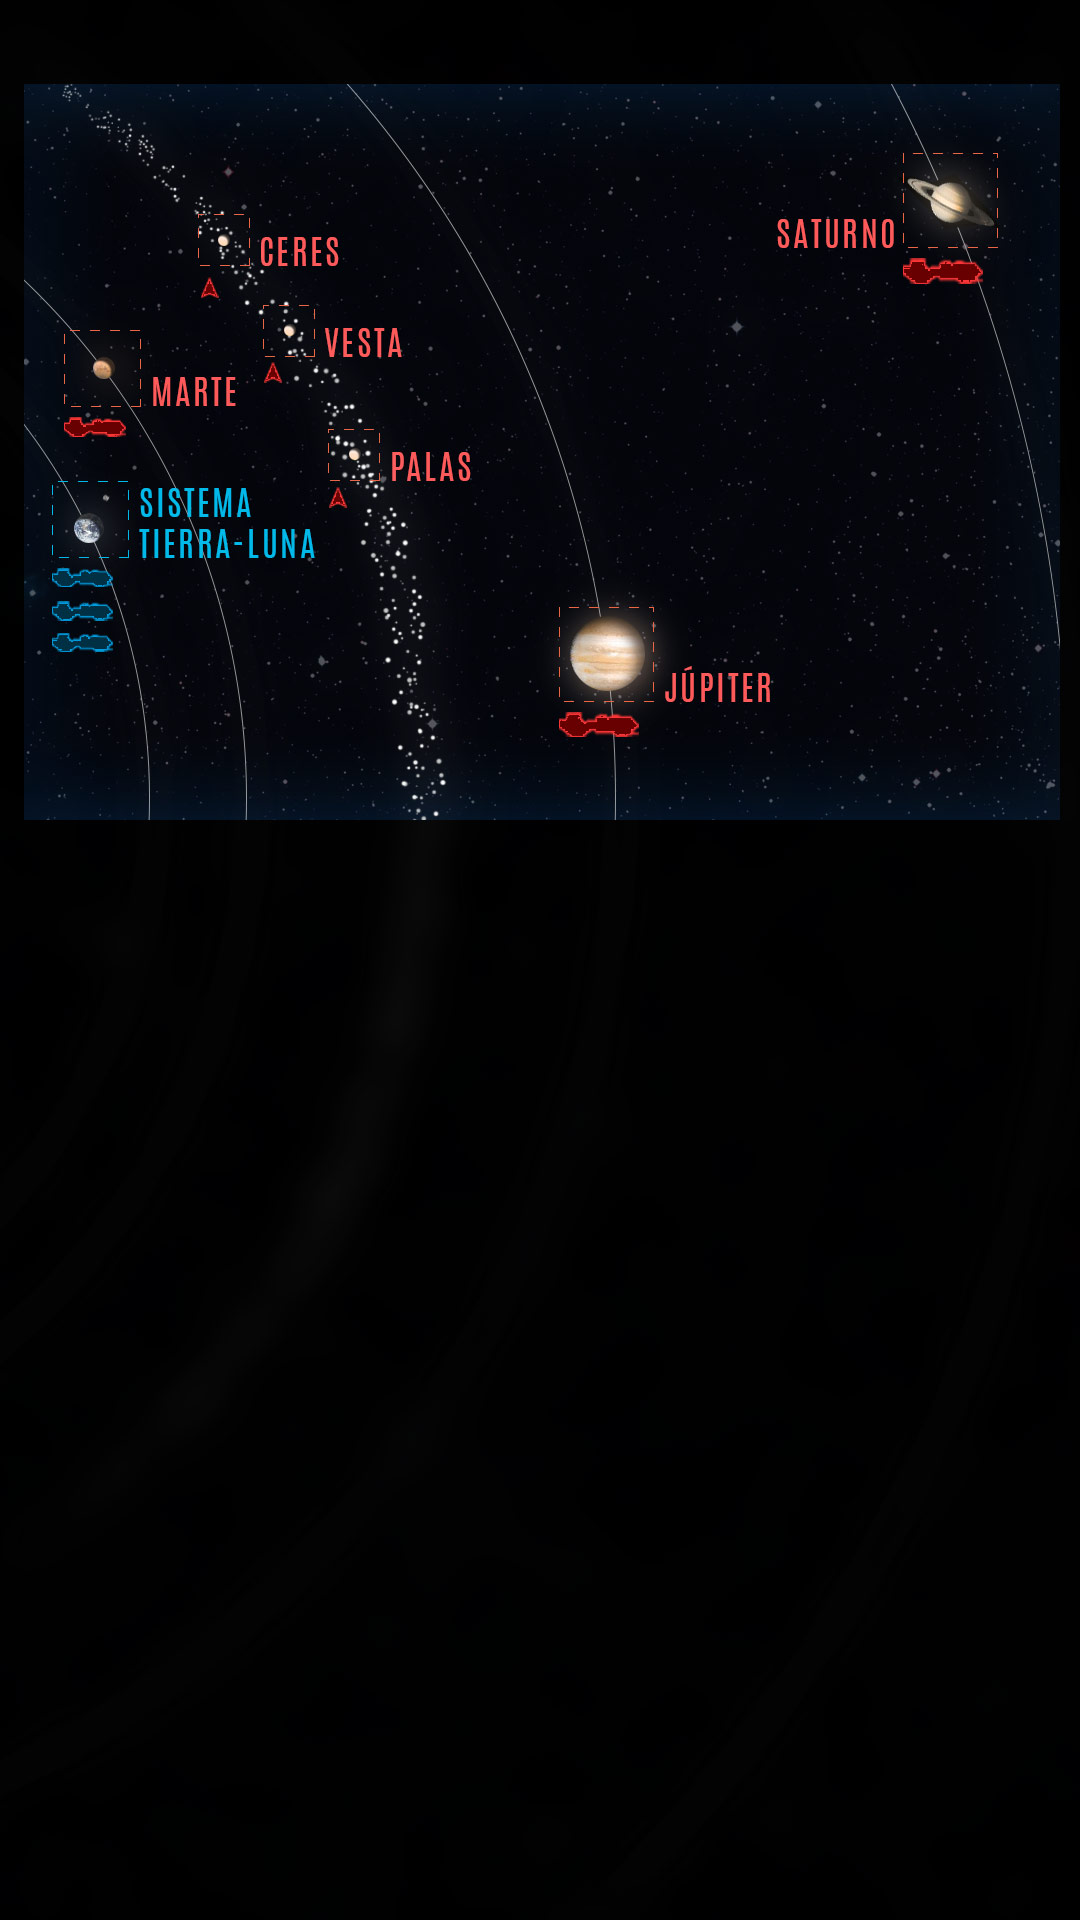 SATURNO
CERES
VESTA
MARTE
PALAS
SISTEMA
TIERRA-LUNA
JÚPITER